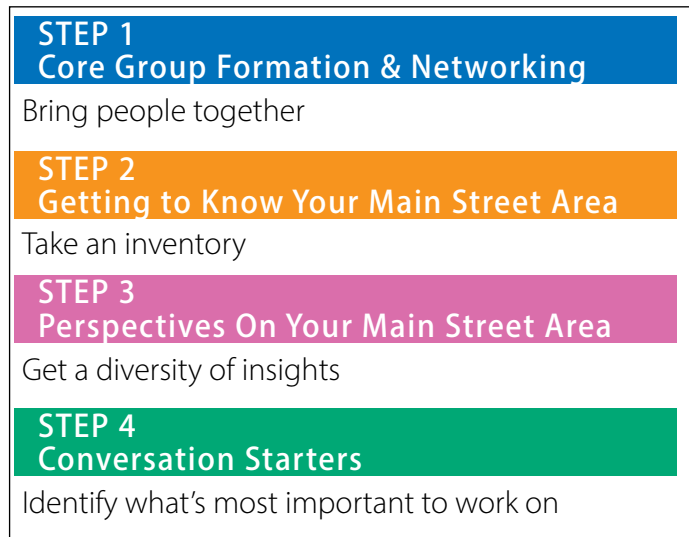 STEP 1
Core Group Formation & Networking
Bring people together
STEP 2
Getting to Know Your Main Street Area
Take an inventory
STEP 3
Perspectives On Your Main Street Area
Get a diversity of insights
STEP 4
Conversation Starters
Identify what's most important to work on